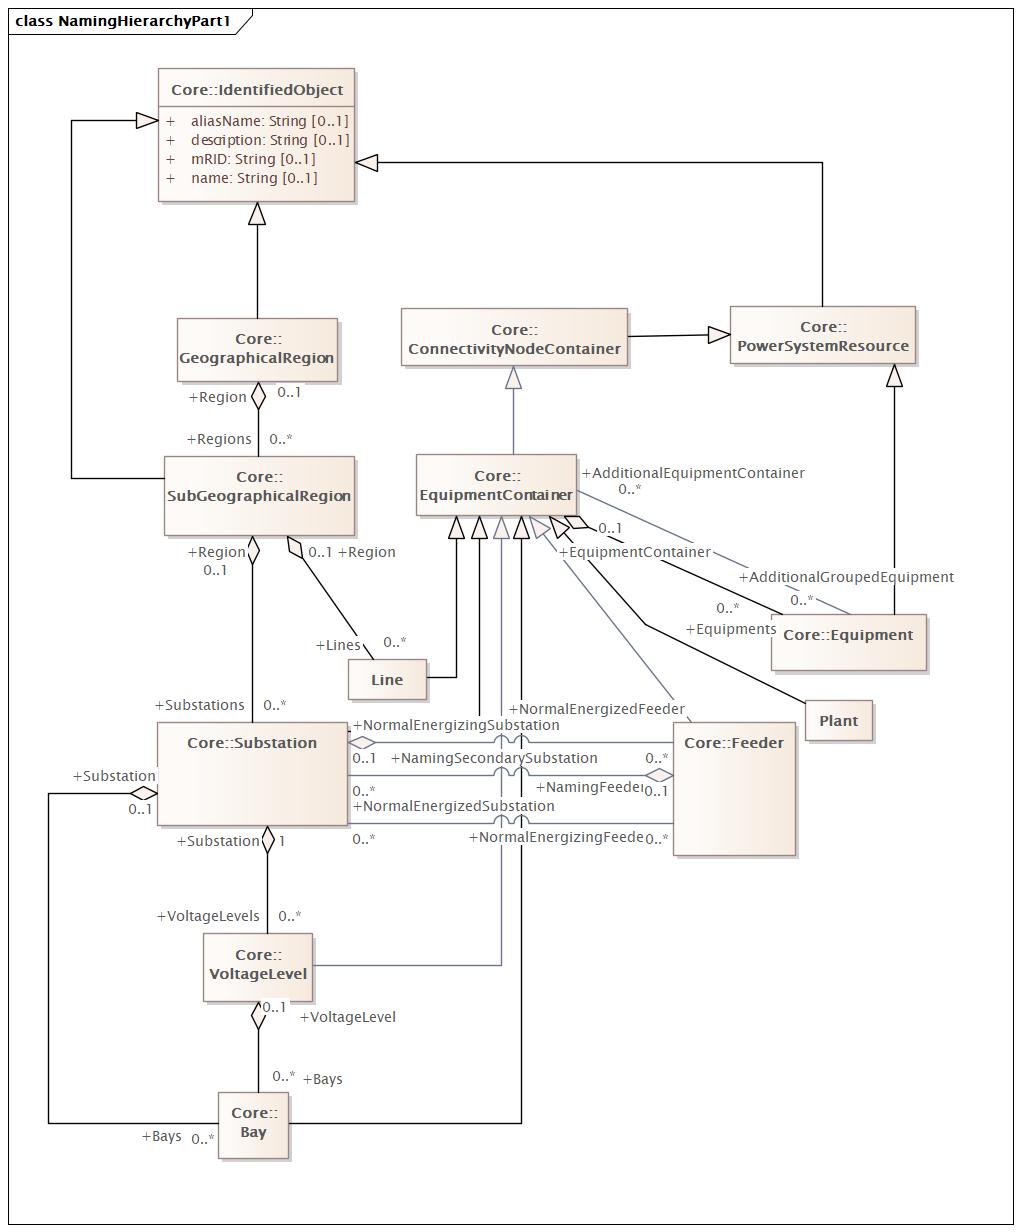 class NamingHierarchyPart1
Core::IdentifiedObject
+ aliasName: String [0..1]
+ description: String [0..1]
+ mRID: String [0..1]
+ name: String [0..1]
Core::
GeographicalRegion
Core::
ConnectivityNodeContainer
Core::
PowerSystemResource
+Region
0..1
+Regions
0..*
Core::
SubGeographicalRegion
Core::
EquipmentContainer
+AdditionalEquipmentContainer
0..*
0..1
+EquipmentContainer
+Region
0..1
0..1
+Region
+AdditionalGroupedEquipment
0..*
0..*
+Equipments
Core::Equipment
+Lines
0..*
Line
+Substations
0..*
+NormalEnergizedFeeder
Plant
+NormalEnergizingSubstation
Core::Substation
Core::Feeder
0..1
+NamingSecondarySubstation
0..*
+Substation
0..1
0..*
+NamingFeeder
0..1
+NormalEnergizedSubstation
0..*
+NormalEnergizingFeede
0..*
+Substation
1
+VoltageLevels
0..*
Core::
VoltageLevel
0..1
+VoltageLevel
0..*
+Bays
Core::
Bay
+Bays
0..*